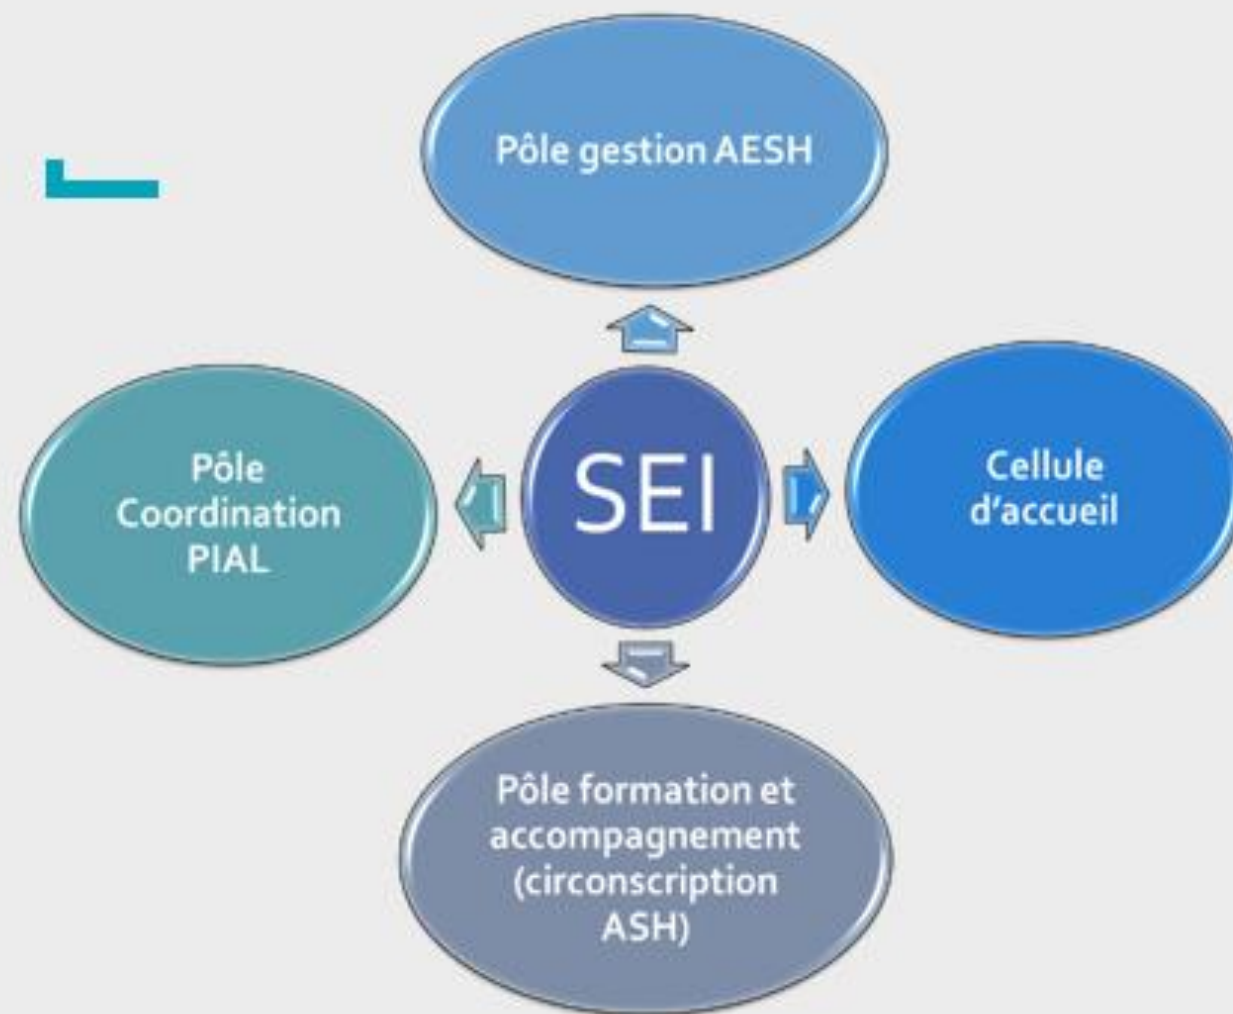 Pôle gestion AESH
Pôle
Coordination
PIAL
SEI
Cellule
d'accueil
Pôle formation et
accompagnement
(circonscription
ASH)